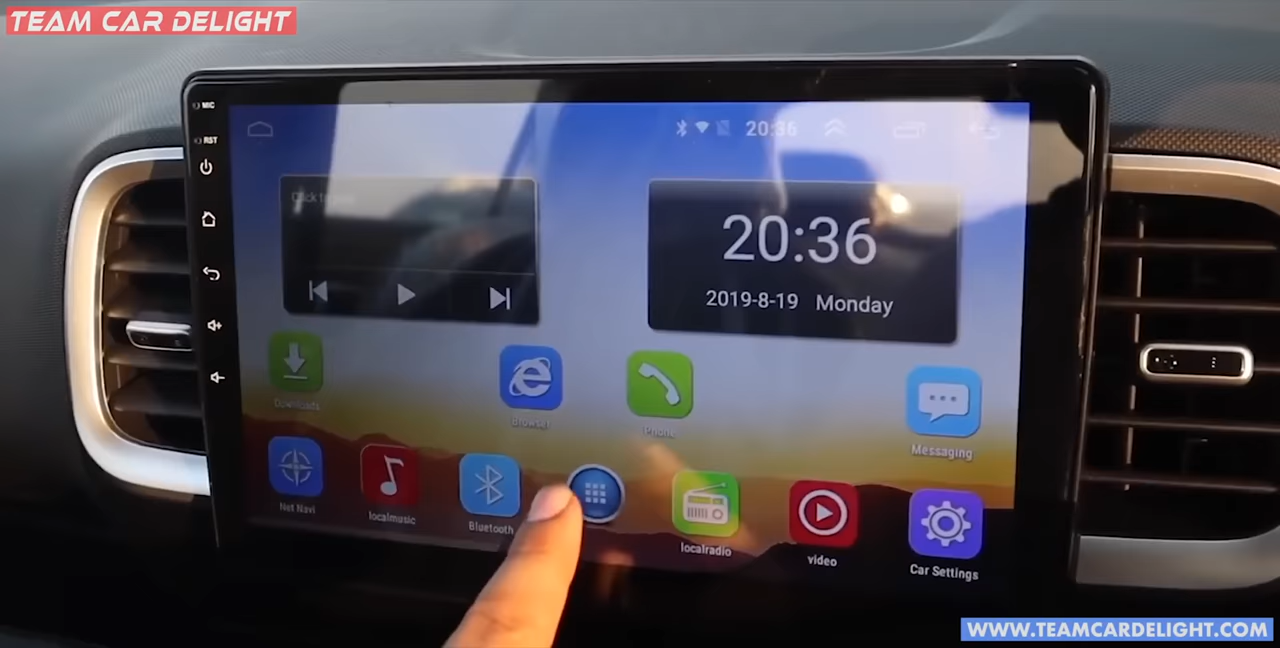 TEAM CAR DELIGHT
MIC
RST
20:36
20:36
2019-8-19 Monday
Downloads
Browser
Phone
Messaging
Not Navi
localmusic
Bluetooth
localradio
video
Car Settings
WWW.TEAMCARDELIGHT.COM